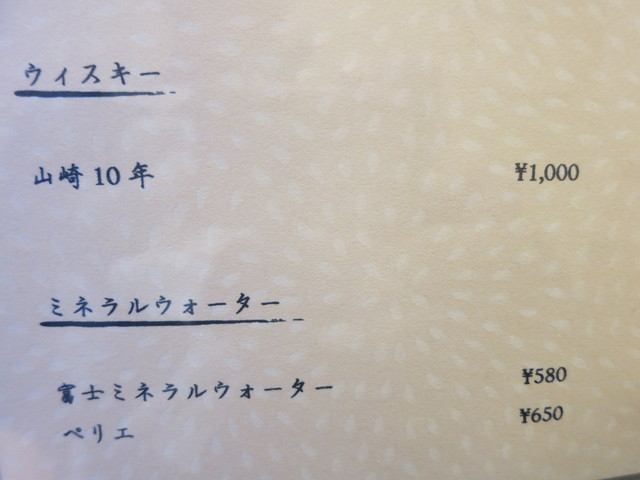 ウィスキー
山崎 10 年 ¥1,000
ミネラルウォーター
富士ミネラルウォーター ¥580
ペリエ ¥650